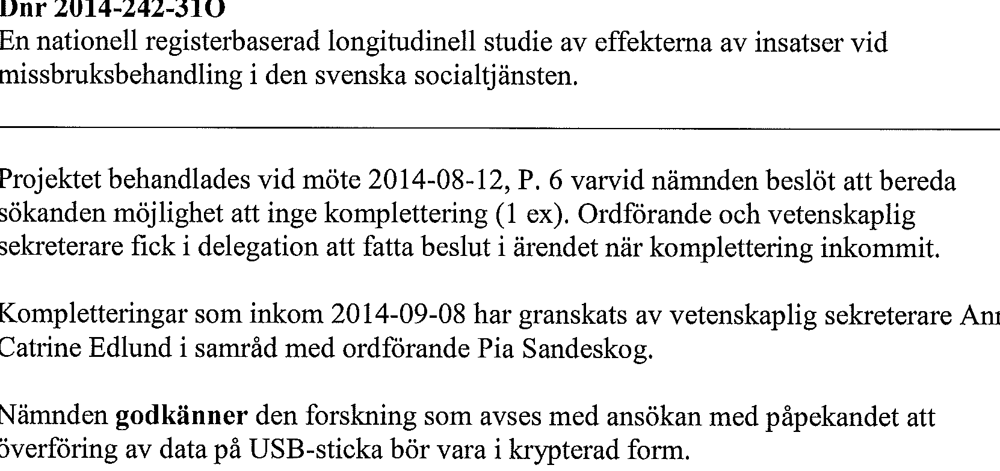 Dnr 2014-242-31Ö
En nationell registerbaserad longitudinell studie av effekterna av insatser vid
missbruksbehandling i den svenska socialtjänsten.
Projektet behandlades vid möte 2014-08-12, P. 6 varvid nämnden beslöt att bereda
sökanden möjlighet att inge komplettering (1 ex). Ordförande och vetenskaplig
sekreterare fick i delegation att fatta beslut i ärendet när komplettering inkommit.
Kompletteringar som inkom 2014-09-08 har granskats av vetenskaplig sekreterare Ann
Catrine Edlund i samråd med ordförande Pia Sandeskog.
Nämnden godkänner den forskning som avses med ansökan med påpekandet att
överföring av data på USB-sticka bör vara i krypterad form.